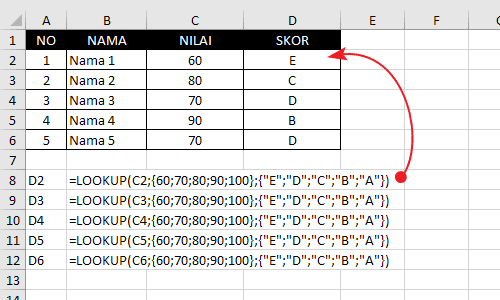 A B C D E F
1 NO NAMA NILAI SKOR
2 1 Nama 1 60 E
3 2 Nama 2 80 C
4 3 Nama 3 70 D
5 4 Nama 4 90 B
6 5 Nama 5 70 D
7
8 D2 =LOOKUP(C2;{60;70;80;90;100};{"E";"D";"C";"B";"A"})
9 D3 =LOOKUP(C3;{60;70;80;90;100};{"E";"D";"C";"B";"A"})
10 D4 =LOOKUP(C4;{60;70;80;90;100};{"E";"D";"C";"B";"A"})
11 D5 =LOOKUP(C5;{60;70;80;90;100};{"E";"D";"C";"B";"A"})
12 D6 =LOOKUP(C6;{60;70;80;90;100};{"E";"D";"C";"B";"A"})
13